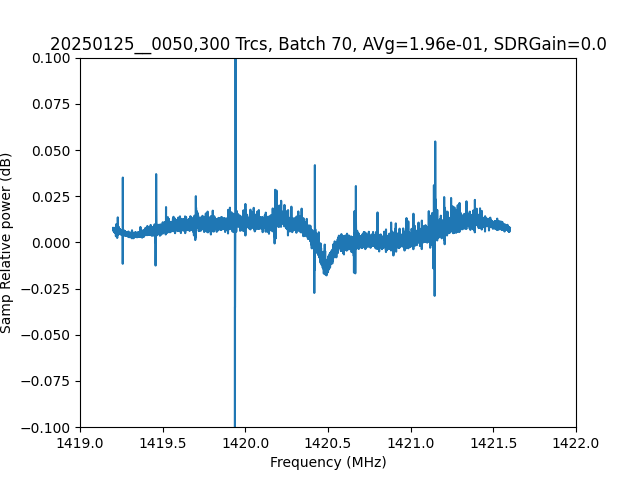 20250125__0050,300 Trcs, Batch 70, AVg=1.96e-01, SDRGain=0.0
0.100
0.075
0.050
0.025
0.000
−0.025
−0.050
−0.075
−0.100
Samp Relative power (dB)
1419.0 1419.5 1420.0 1420.5 1421.0 1421.5 1422.0
Frequency (MHz)